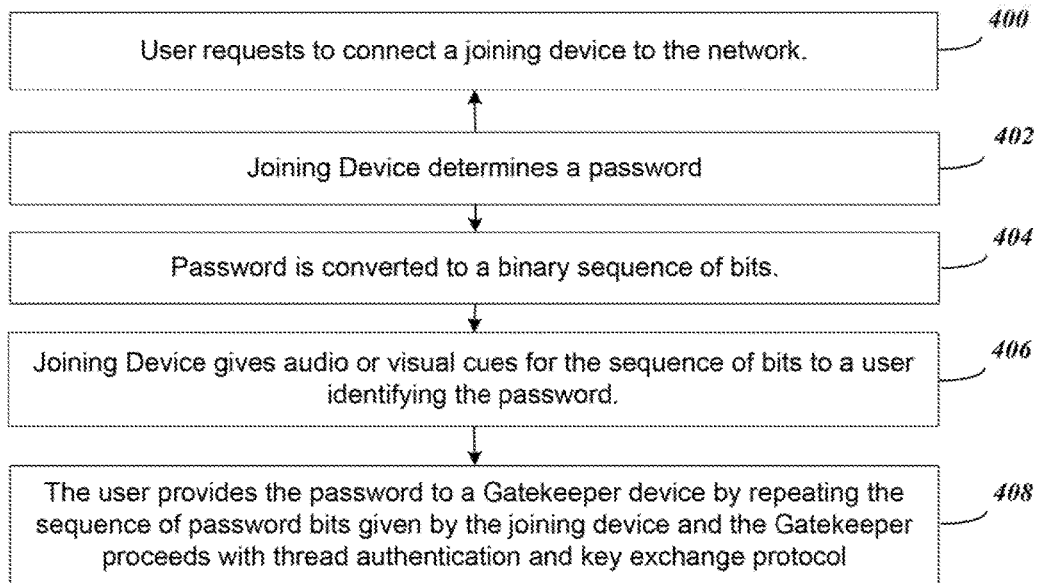 400
User requests to connect a joining device to the network.
402
Joining Device determines a password
404
Password is converted to a binary sequence of bits.
406
Joining Device gives audio or visual cues for the sequence of bits to a user
identifying the password.
408
The user provides the password to a Gatekeeper device by repeating the
sequence of password bits given by the joining device and the Gatekeeper
proceeds with thread authentication and key exchange protocol